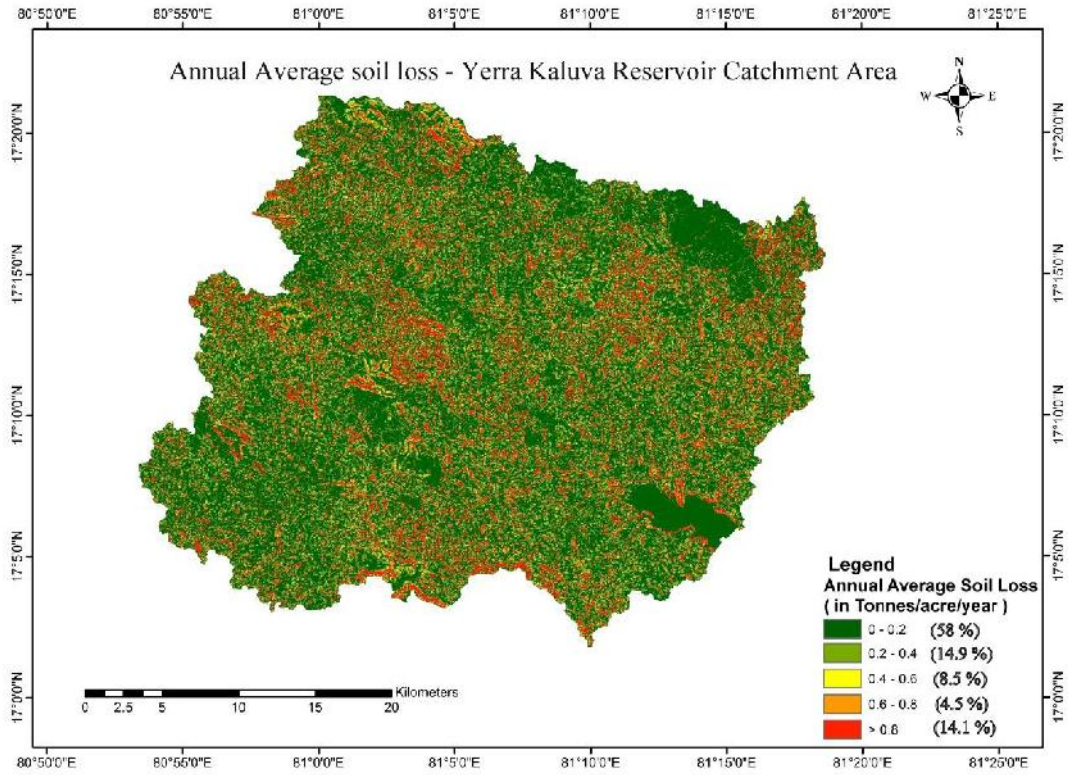 80°50'0"E 80°55'0"E 81°0'0"E 81°5'0"E 81°10'0"E 81°15'0"E 81°20'0"E 81°25'0"E
Annual Average soil loss - Yerra Kaluva Reservoir Catchment Area
N
W E
S
17°20'0"N 17°20'0"N
17°15'0"N 17°15'0"N
17°10'0"N 17°10'0"N
17°5'0"N 17°5'0"N
17°0'0"N 17°0'0"N
Legend
Annual Average Soil Loss
( in Tonnes/acre/year )
0 - 0.2 (58 %)
0.2 - 0.4 (14.9 %)
0.4 - 0.6 (8.5 %)
0.6 - 0.8 (4.5 %)
> 0.8 (14.1 %)
Kilometers
0 2.5 5 10 15 20
80°50'0"E 80°55'0"E 81°0'0"E 81°5'0"E 81°10'0"E 81°15'0"E 81°20'0"E 81°25'0"E